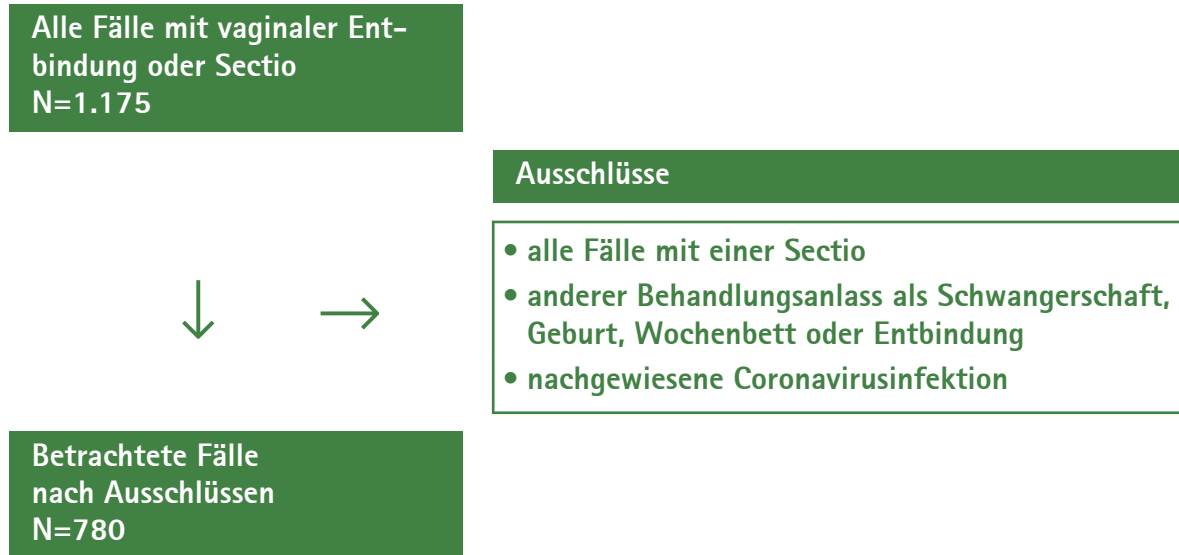 Alle Fälle mit vaginaler Ent-
bindung oder Sectio
N=1.175
Ausschlüsse
• alle Fälle mit einer Sectio
• anderer Behandlungsanlass als Schwangerschaft,
Geburt, Wochenbett oder Entbindung
• nachgewiesene Coronavirusinfektion
Betrachtete Fälle
nach Ausschlüssen
N=780